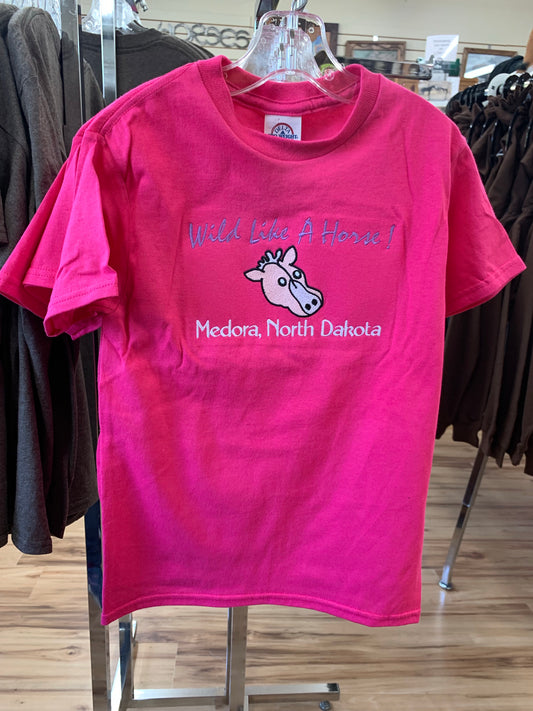 Wild Like A Horse!
Medora, North Dakota